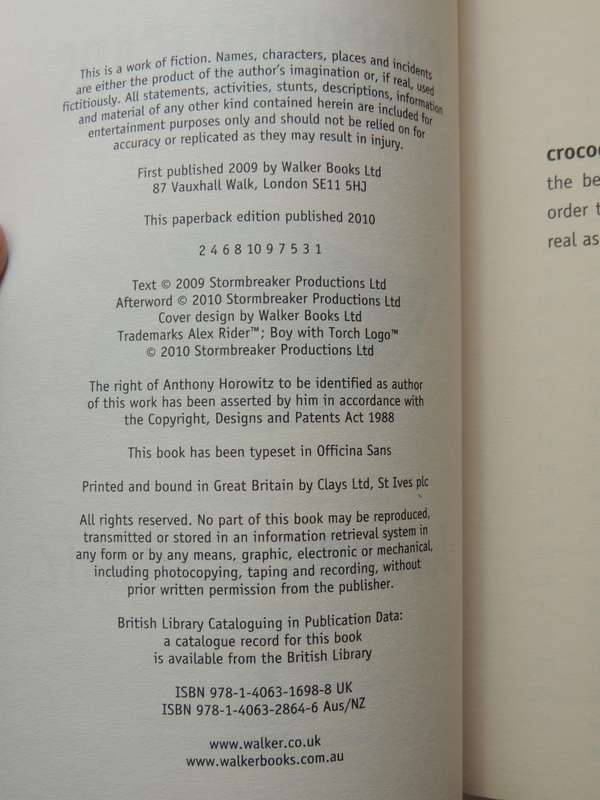 This is a work of fiction. Names, characters, places and incidents
are either the product of the author's imagination or, if real, used
fictitiously. All statements, activities, stunts, descriptions, information
and material of any other kind contained herein are included for
entertainment purposes only and should not be relied on for
accuracy or replicated as they may result in injury.
First published 2009 by Walker Books Ltd
87 Vauxhall Walk, London SE11 5HJ
This paperback edition published 2010
2 4 6 8 10 9 7 5 3 1
Text © 2009 Stormbreaker Productions Ltd
Afterword © 2010 Stormbreaker Productions Ltd
Cover design by Walker Books Ltd
Trademarks Alex Rider™; Boy with Torch Logo™
© 2010 Stormbreaker Productions Ltd
The right of Anthony Horowitz to be identified as author
of this work has been asserted by him in accordance with
the Copyright, Designs and Patents Act 1988
This book has been typeset in Officina Sans
Printed and bound in Great Britain by Clays Ltd, St Ives plc
All rights reserved. No part of this book may be reproduced,
transmitted or stored in an information retrieval system in
any form or by any means, graphic, electronic or mechanical,
including photocopying, taping and recording, without
prior written permission from the publisher.
British Library Cataloguing in Publication Data:
a catalogue record for this book
is available from the British Library
ISBN 978-1-4063-1698-8 UK
ISBN 978-1-4063-2864-6 Aus/NZ
www.walker.co.uk
www.walkerbooks.com.au
the be
order
real as